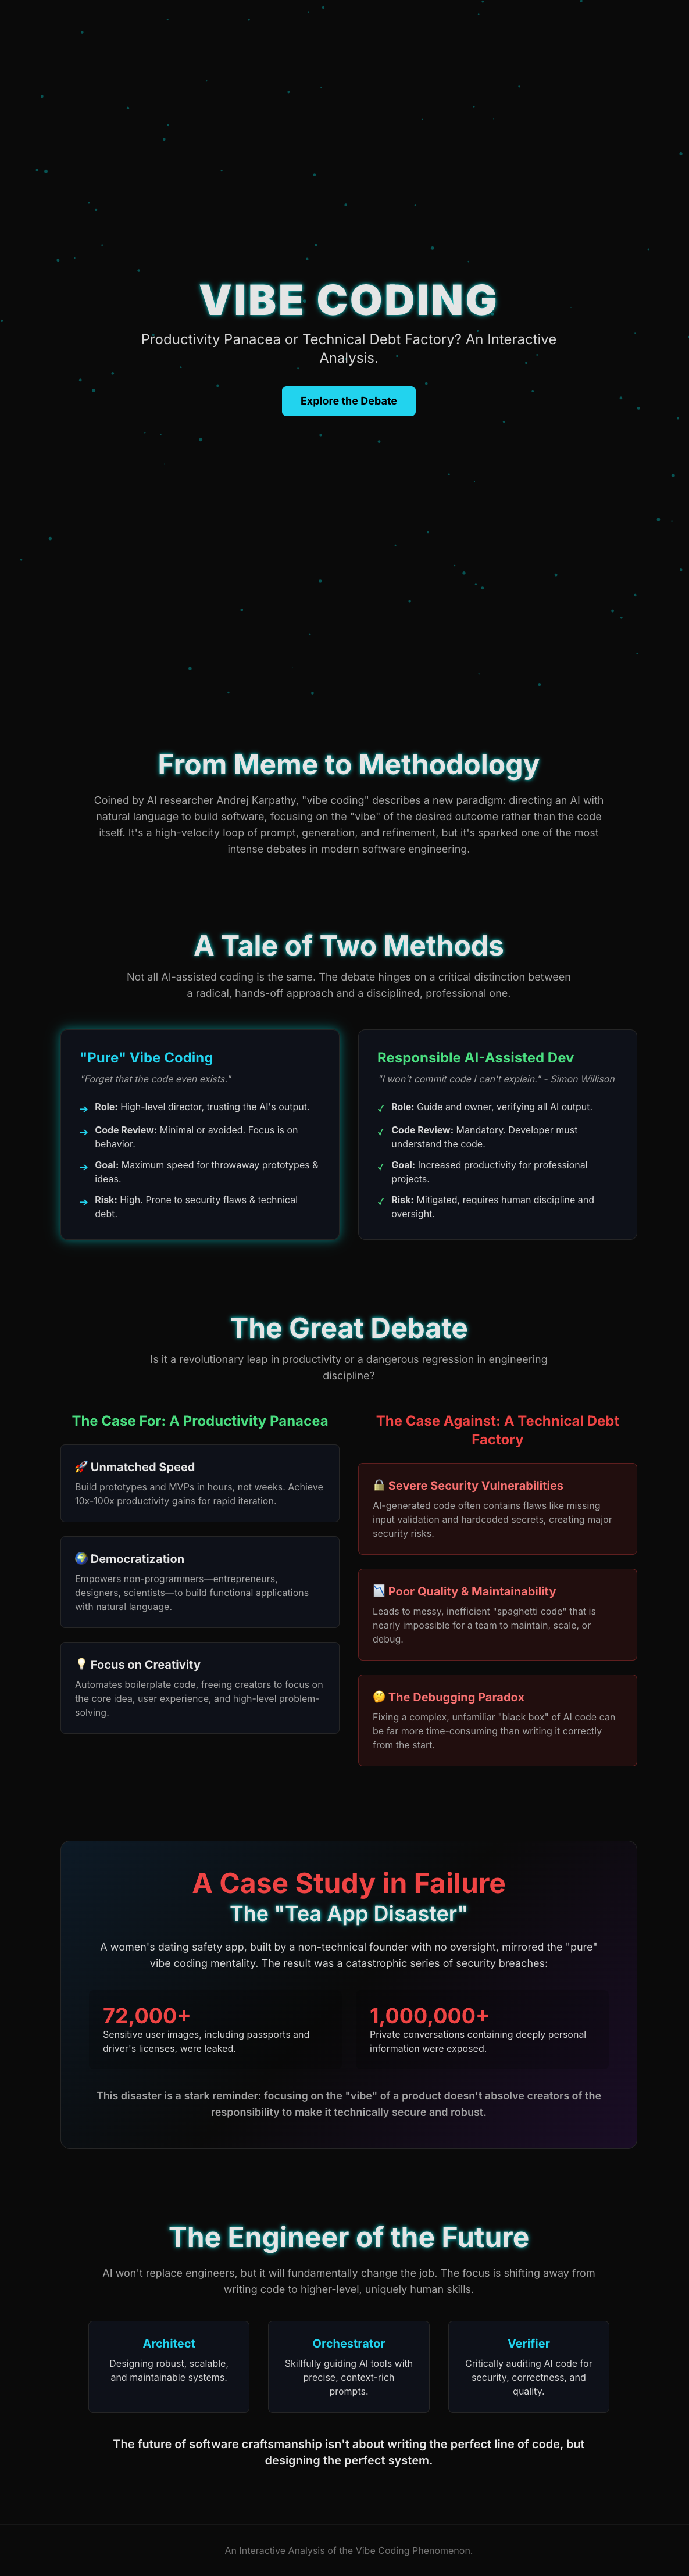 VIBE CODING
Productivity Panacea or Technical Debt Factory? An Interactive
Analysis.
Explore the Debate
From Meme to Methodology
Coined by AI researcher Andrej Karpathy, "vibe coding" describes a new paradigm: directing an AI with
natural language to build software, focusing on the "vibe" of the desired outcome rather than the code
itself. It's a high-velocity loop of prompt, generation, and refinement, but it's sparked one of the most
intense debates in modern software engineering.
A Tale of Two Methods
Not all AI-assisted coding is the same. The debate hinges on a critical distinction between
a radical, hands-off approach and a disciplined, professional one.
"Pure" Vibe Coding
"Forget that the code even exists."
➔ Role: High-level director, trusting the AI's output.
➔ Code Review: Minimal or avoided. Focus is on
behavior.
➔ Goal: Maximum speed for throwaway prototypes &
ideas.
➔ Risk: High. Prone to security flaws & technical
debt.
Responsible AI-Assisted Dev
"I won't commit code I can't explain." - Simon Willison
✓ Role: Guide and owner, verifying all AI output.
✓ Code Review: Mandatory. Developer must
understand the code.
✓ Goal: Increased productivity for professional
projects.
✓ Risk: Mitigated, requires human discipline and
oversight.
The Great Debate
Is it a revolutionary leap in productivity or a dangerous regression in engineering
discipline?
The Case For: A Productivity Panacea
🚀 Unmatched Speed
Build prototypes and MVPs in hours, not weeks. Achieve
10x-100x productivity gains for rapid iteration.
🌍 Democratization
Empowers non-programmers—entrepreneurs,
designers, scientists—to build functional applications
with natural language.
💡 Focus on Creativity
Automates boilerplate code, freeing creators to focus on
the core idea, user experience, and high-level problem-
solving.
The Case Against: A Technical Debt
Factory
🔒 Severe Security Vulnerabilities
AI-generated code often contains flaws like missing
input validation and hardcoded secrets, creating major
security risks.
📉 Poor Quality & Maintainability
Leads to messy, inefficient "spaghetti code" that is
nearly impossible for a team to maintain, scale, or
debug.
🤔 The Debugging Paradox
Fixing a complex, unfamiliar "black box" of AI code can
be far more time-consuming than writing it correctly
from the start.
A Case Study in Failure
The "Tea App Disaster"
A women's dating safety app, built by a non-technical founder with no oversight, mirrored the "pure"
vibe coding mentality. The result was a catastrophic series of security breaches:
72,000+
Sensitive user images, including passports and
driver's licenses, were leaked.
1,000,000+
Private conversations containing deeply personal
information were exposed.
This disaster is a stark reminder: focusing on the "vibe" of a product doesn't absolve creators of the
responsibility to make it technically secure and robust.
The Engineer of the Future
AI won't replace engineers, but it will fundamentally change the job. The focus is shifting away from
writing code to higher-level, uniquely human skills.
Architect
Designing robust, scalable,
and maintainable systems.
Orchestrator
Skillfully guiding AI tools with
precise, context-rich
prompts.
Verifier
Critically auditing AI code for
security, correctness, and
quality.
The future of software craftsmanship isn't about writing the perfect line of code, but
designing the perfect system.
An Interactive Analysis of the Vibe Coding Phenomenon.